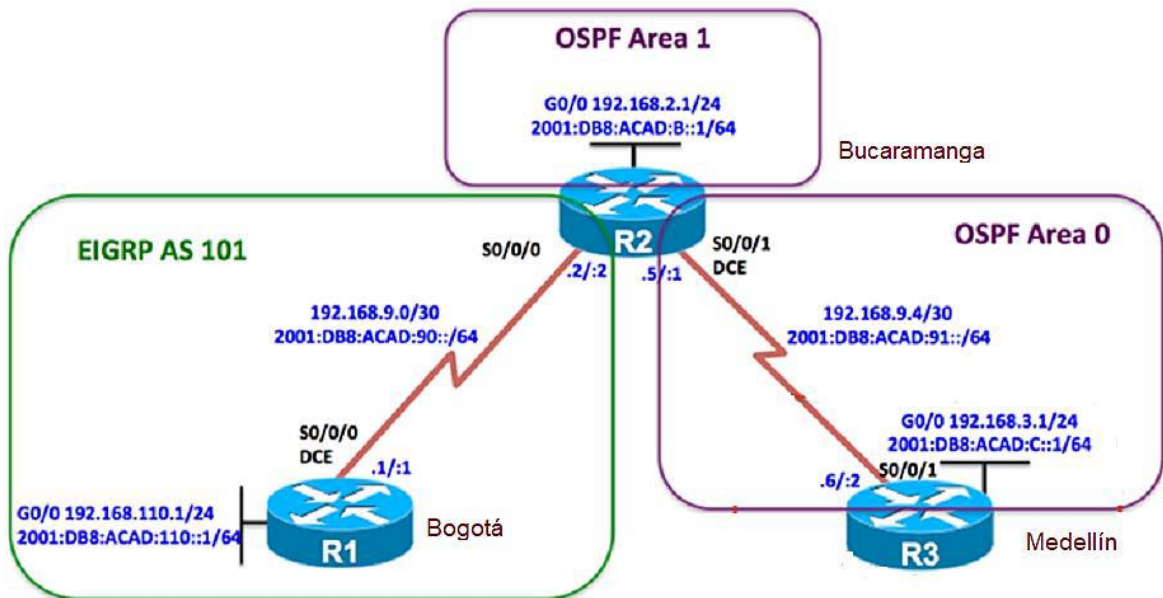 OSPF Area 1
G0/0 192.168.2.1/24
2001:DB8:ACAD:B::1/64
Bucaramanga
R2
EIGRP AS 101
S0/0/0
.2/:2
.5/:1
S0/0/1
DCE
OSPF Area 0
192.168.9.0/30
2001:DB8:ACAD:90::/64
192.168.9.4/30
2001:DB8:ACAD:91::/64
S0/0/0
DCE
.1/:1
G0/0 192.168.110.1/24
2001:DB8:ACAD:110::1/64
R1
Bogotá
G0/0 192.168.3.1/24
2001:DB8:ACAD:C::1/64
.6/:2
S0/0/1
R3
Medellín